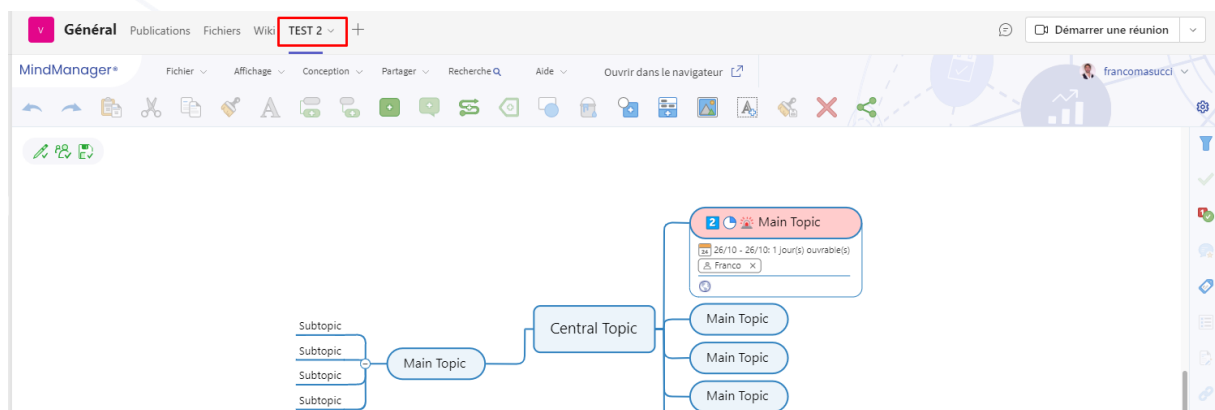 V Général Publications Fichiers Wiki TEST 2 Démarrer une réunion
MindManager® Fichier Affichage Conception Partager Recherche Aide Ouvrir dans le navigateur francomasucci
2 Main Topic
26/10 - 26/10: 1 jour(s) ouvrable(s)
Franco x
Main Topic
Central Topic
Subtopic
Subtopic
Main Topic
Main Topic
Subtopic
Subtopic
Main Topic